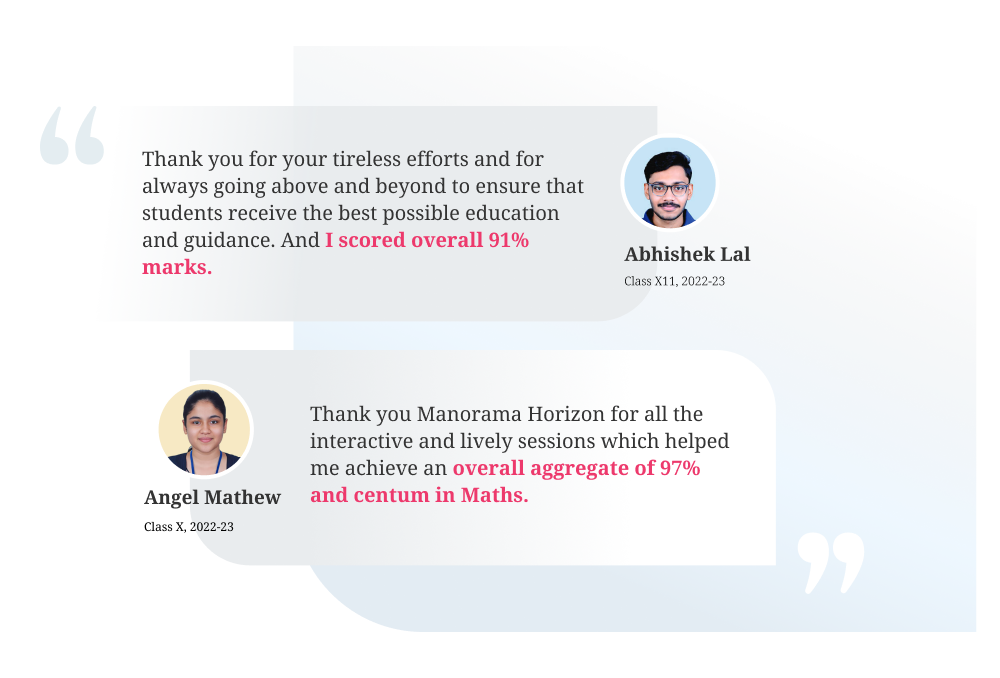 “
Thank you for your tireless efforts and for
always going above and beyond to ensure that
students receive the best possible education
and guidance. And I scored overall 91%
marks.
Abhishek Lal
Class X11, 2022-23
Thank you Manorama Horizon for all the
interactive and lively sessions which helped
me achieve an overall aggregate of 97%
and centum in Maths.
Angel Mathew
Class X, 2022-23
”